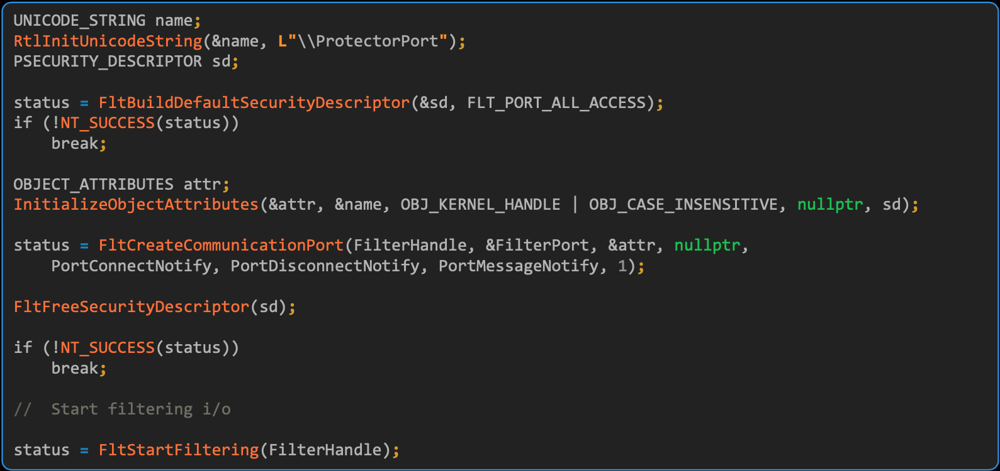 UNICODE_STRING name;
RtlInitUnicodeString(&name, L"\\ProtectorPort");
PSECURITY_DESCRIPTOR sd;
status = FltBuildDefaultSecurityDescriptor(&sd, FLT_PORT_ALL_ACCESS);
if (!NT_SUCCESS(status))
    break;
OBJECT_ATTRIBUTES attr;
InitializeObjectAttributes(&attr, &name, OBJ_KERNEL_HANDLE | OBJ_CASE_INSENSITIVE, nullptr, sd);
status = FltCreateCommunicationPort(FilterHandle, &FilterPort, &attr, nullptr,
    PortConnectNotify, PortDisconnectNotify, PortMessageNotify, 1);
FltFreeSecurityDescriptor(sd);
if (!NT_SUCCESS(status))
    break;
//  Start filtering i/o
status = FltStartFiltering(FilterHandle);